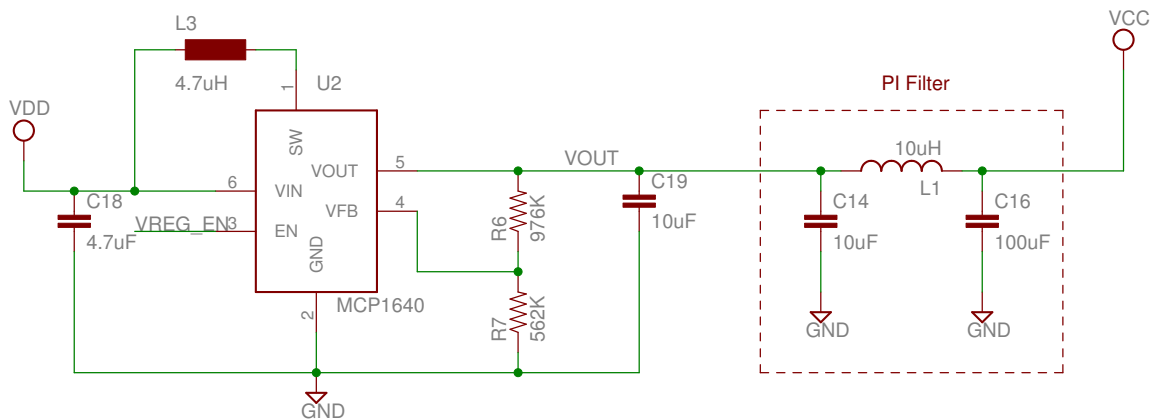 VCC
L3
4.7uH
1
U2
PI Filter
VDD
SW
VOUT
5
VOUT
10uH
L1
6
VIN
C18
4.7uF
VREG_EN
3
EN
VFB
4
R6
976K
C19
10uF
C14
10uF
C16
100uF
GND
2
MCP1640
R7
562K
GND
GND
GND